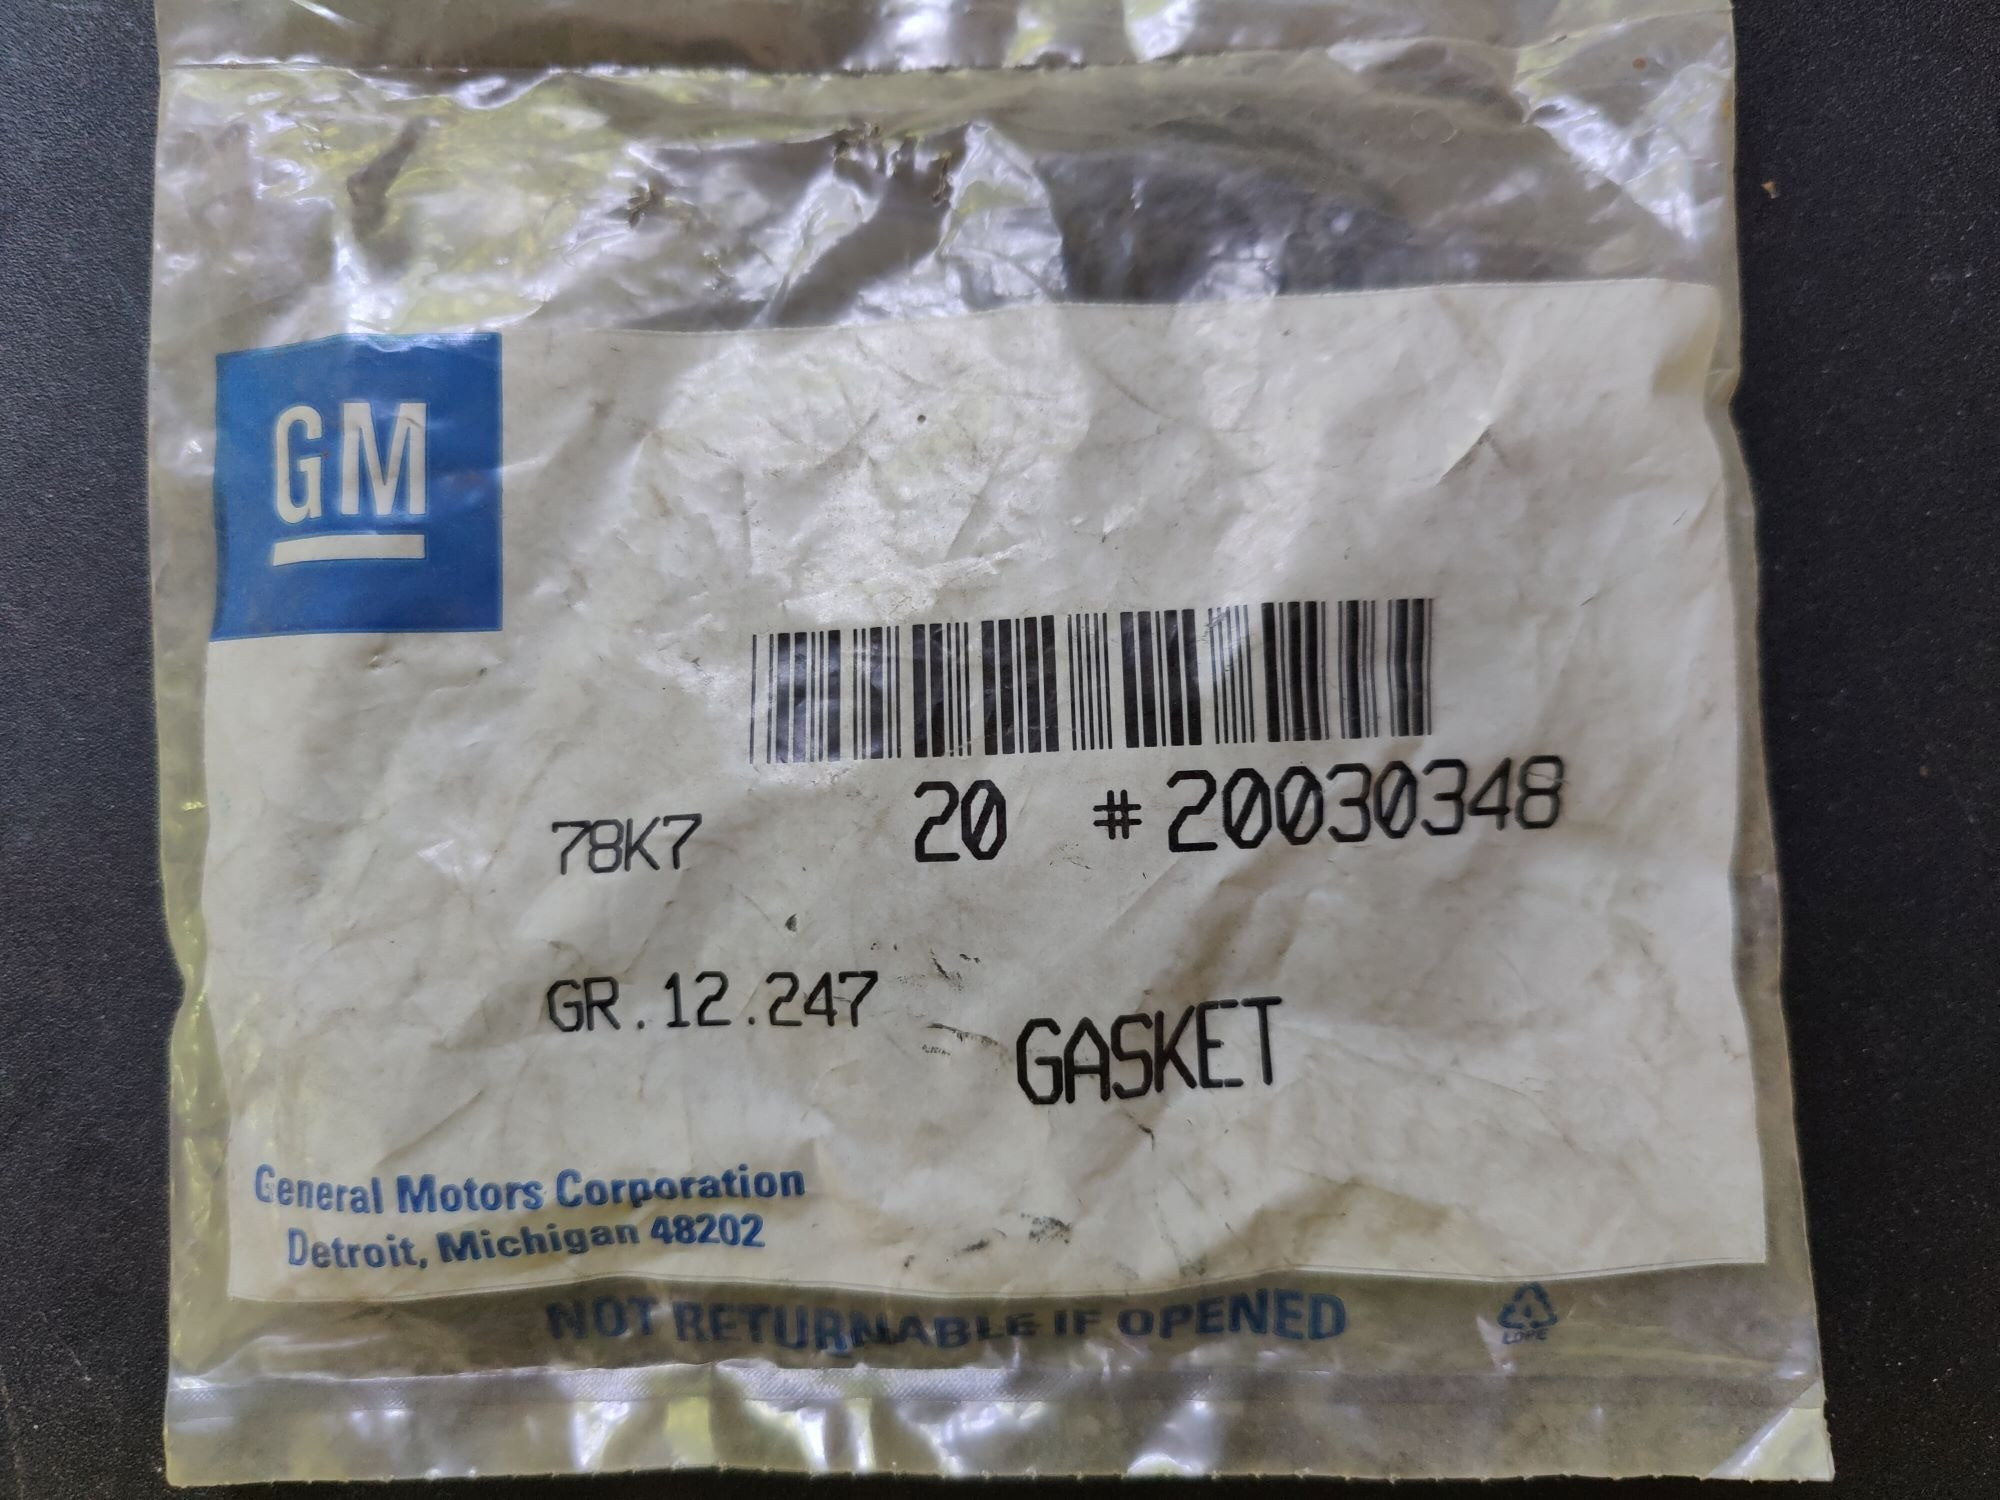 GM
78K7 20 #20030348
GR.12.247 GASKET
General Motors Corporation
Detroit, Michigan 48202
NOT RETURNABLE IF OPENED
4
LDPE